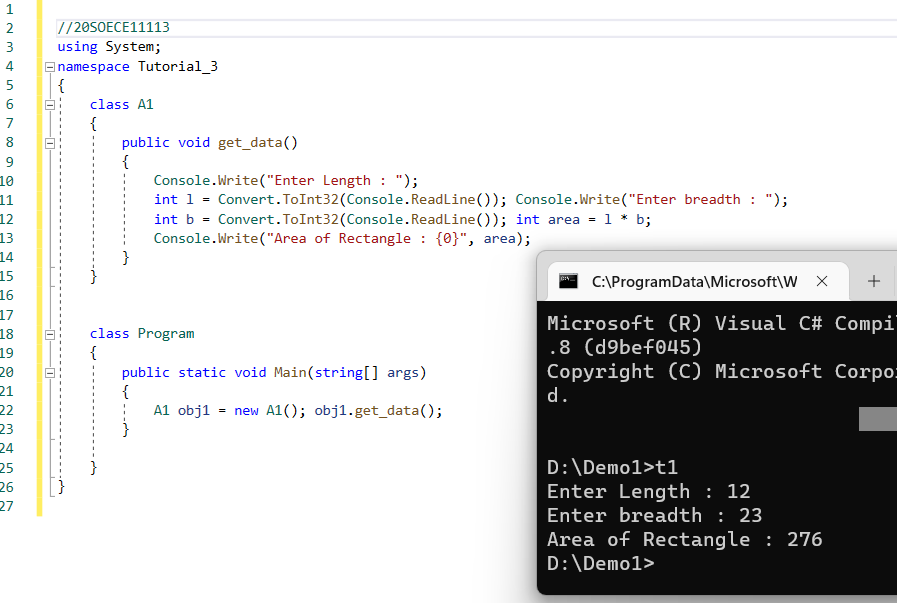 1
2 //20SOECE11113
3 using System;
4 namespace Tutorial_3
5 {
6 class A1
7 {
8 public void get_data()
9 {
10 Console.Write("Enter Length : ");
11 int l = Convert.ToInt32(Console.ReadLine()); Console.Write("Enter breadth : ");
12 int b = Convert.ToInt32(Console.ReadLine()); int area = l * b;
13 Console.Write("Area of Rectangle : {0}", area);
14 }
15 }
16
17
18 class Program
19 {
20 public static void Main(string[] args)
21 {
22 A1 obj1 = new A1(); obj1.get_data();
23 }
24
25 }
26 }
27
C:\ProgramData\Microsoft\W
Microsoft (R) Visual C# Compi
.8 (d9bef045)
Copyright (C) Microsoft Corpo
d.
D:\Demo1>t1
Enter Length : 12
Enter breadth : 23
Area of Rectangle : 276
D:\Demo1>